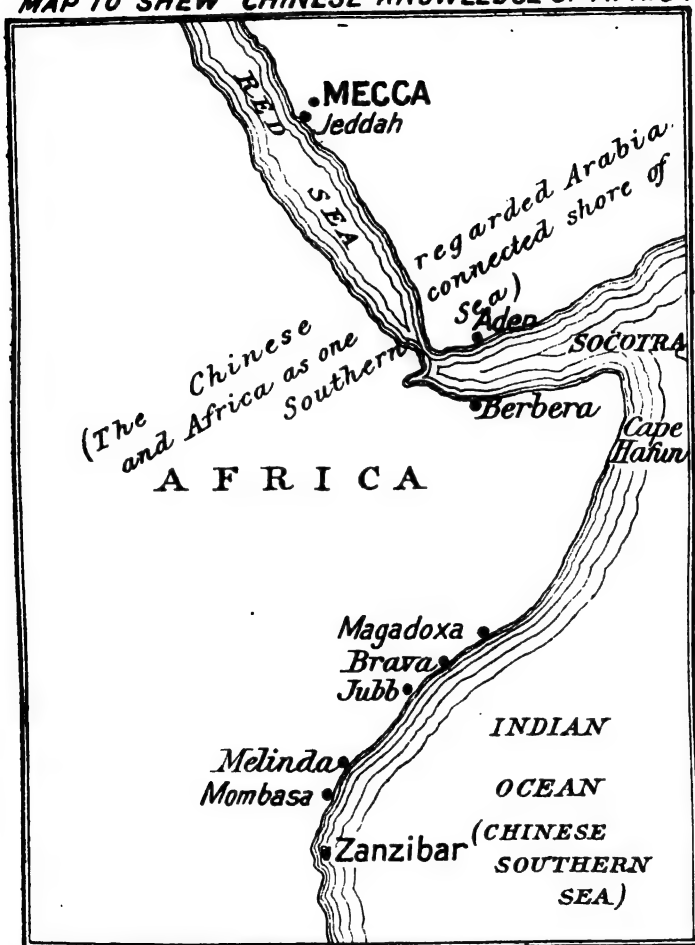 MAP TO SHEW CHINESE KNOWLEDGE OF AFRICA
RED
SEA
MECCA
Jeddah
(The Chinese regarded Arabia
and Africa as one connected shore of
Southern Sea)
Aden
SOCOTRA
Berbera
Cape
Hafun
AFRICA
Magadoxa
Brava
Jubb
INDIAN
Melinda
OCEAN
Mombasa
(CHINESE
Zanzibar
SOUTHERN
SEA)